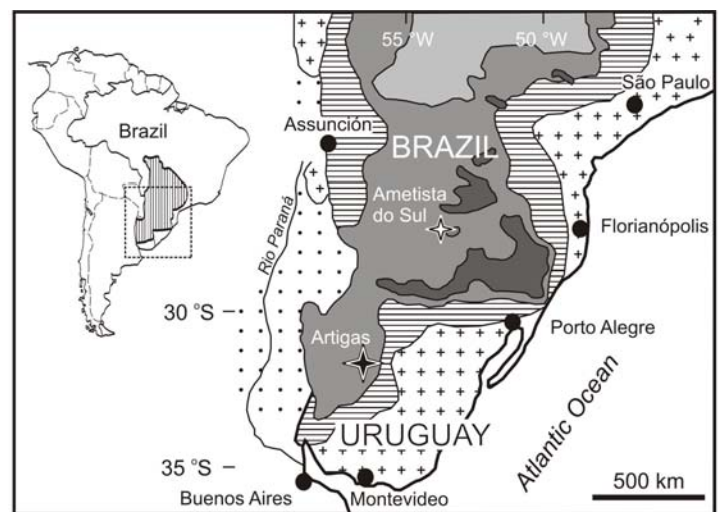 55 °W
50 °W
São Paulo
Brazil
Assunción
BRAZIL
Ametista
do Sul
Florianópolis
Rio Paraná
30 °S
Artigas
Porto Alegre
Atlantic Ocean
URUGUAY
35 °S
500 km
Buenos Aires
Montevideo